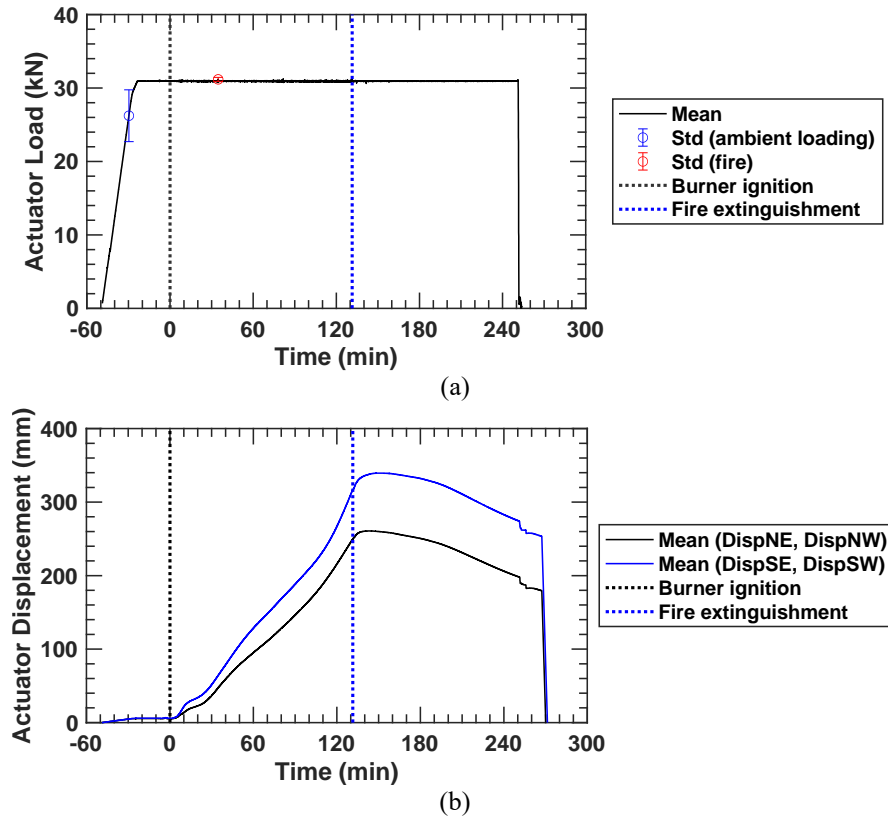 Actuator Load (kN)
40
30
20
10
0
-60 0 60 120 180 240 300
Time (min)
Mean
Std (ambient loading)
Std (fire)
Burner ignition
Fire extinguishment
(a)
Actuator Displacement (mm)
400
300
200
100
0
-60 0 60 120 180 240 300
Time (min)
Mean (DispNE, DispNW)
Mean (DispSE, DispSW)
Burner ignition
Fire extinguishment
(b)